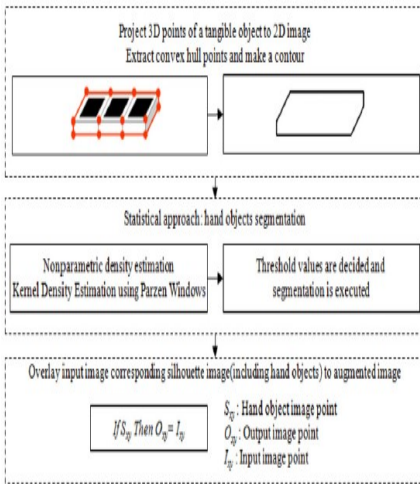 Project 3D points of a tangible object to 2D image
Extract convex hull points and make a contour
Statistical approach: hand objects segmentation
Nonparametric density estimation
Kernel Density Estimation using Parzen Windows
Threshold values are decided and
segmentation is executed
Overlay input image corresponding silhouette image(including hand objects) to augmented image
If Sxy Then Oxy = Ixy
Sxy : Hand object image point
Oxy : Output image point
Ixy : Input image point